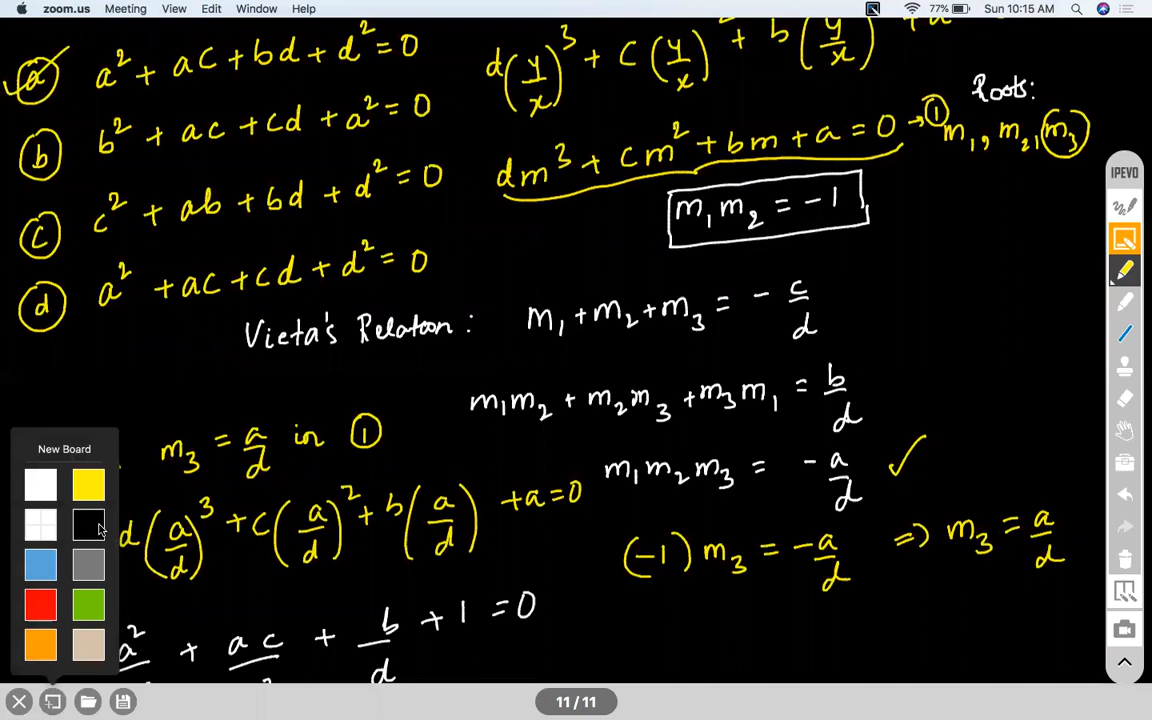 zoom.us Meeting View Edit Window Help 77% Sun 10:15 AM
(a) a² + ac + bd + d² = 0
(b) b² + ac + cd + a² = 0
(c) c² + ab + bd + d² = 0
(d) a² + ac + cd + d² = 0
d(y/x)³ + c(y/x)² + b(y/x) + a
dm³ + cm² + bm + a = 0 → ①
Roots:
m₁, m₂, m₃
m₁m₂ = -1
Vieta's Relation:
m₁ + m₂ + m₃ = - c/d
m₁m₂ + m₂m₃ + m₃m₁ = b/d
m₁m₂m₃ = - a/d ✓
(-1) m₃ = - a/d ⇒ m₃ = a/d
m₃ = a/d in ①
d(a/d)³ + c(a/d)² + b(a/d) + a = 0
a² + ac + b/d + 1 = 0
New Board
11/11
IPEVO